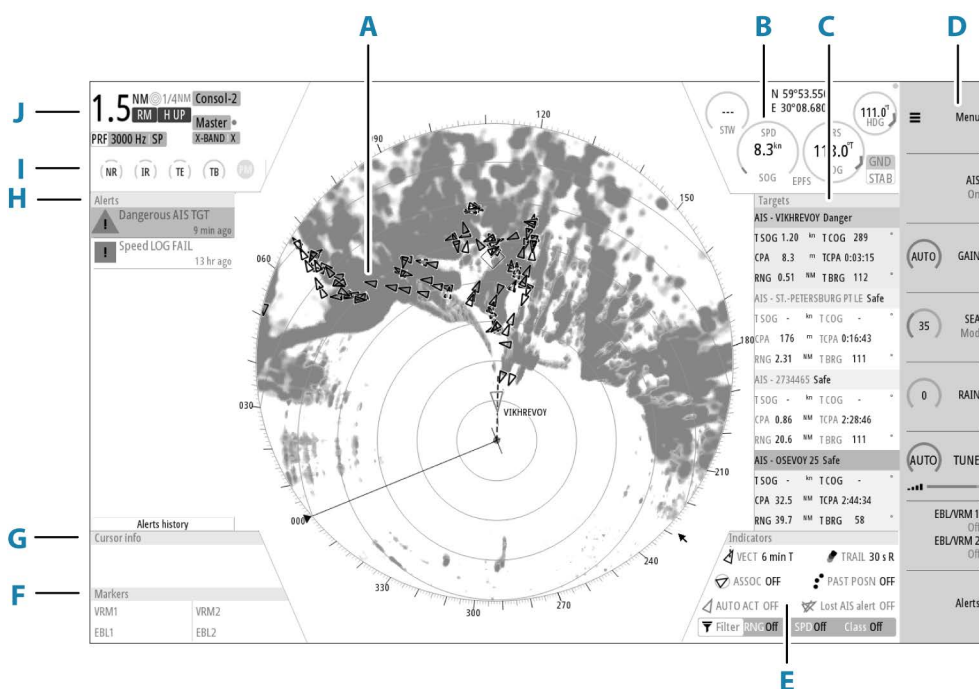 A
B
C
D
J
I
H
G
F
E
1.5 NM 1/4NM Consol-2
RM H UP
Master
PRF 3000 Hz SP X-BAND X
NR IR TE TB
Alerts
Dangerous AIS TGT
9 min ago
Speed LOG FAIL
13 hr ago
Alerts history
Cursor info
Markers
VRM1 VRM2
EBL1 EBL2
000
030
060
090
120
150
180
210
240
270
300
330
VIKHREVOY
---
STW
N 59°53.55
E 30°08.680
111.0°T
HDG
SPD
8.3 kn
SOG
EPFS
GND
STAB
Targets
AIS - VIKHREVOY Danger
TSOG 1.20 kn TCOG 289 °
CPA 8.3 m TCPA 0:03:15
RNG 0.51 NM TBRG 112 °
AIS - ST.-PETERSBURG PT LE Safe
TSOG - kn TCOG - °
CPA 176 m TCPA 0:16:43
RNG 2.31 NM TBRG 111 °
AIS - 2734465 Safe
TSOG - kn TCOG - °
CPA 0.86 NM TCPA 2:28:46
RNG 20.6 NM TBRG 111 °
AIS - OSEVOY 25 Safe
TSOG - kn TCOG - °
CPA 32.5 NM TCPA 2:44:34
RNG 39.7 NM TBRG 58 °
Indicators
VECT 6 min T TRAIL 30 s R
ASSOC OFF PAST POSN OFF
AUTO ACT OFF Lost AIS alert OFF
Filter RNG Off SPD Off Class Off
Menu
AIS
On
AUTO GAIN
35 SEA
Mod
0 RAIN
AUTO TUNE
EBL/VRM 1
Off
EBL/VRM 2
Off
Alerts